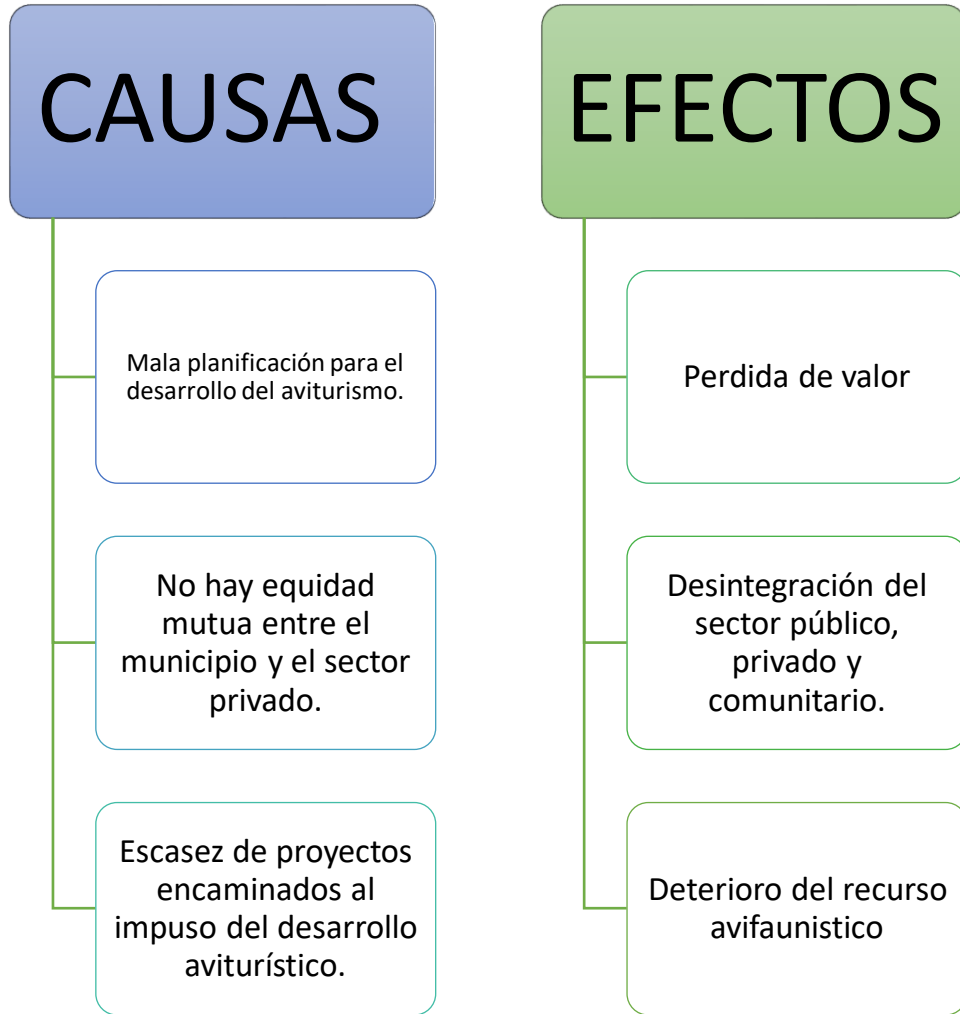 CAUSAS
Mala planificación para el
desarrollo del aviturismo.
No hay equidad
mutua entre el
municipio y el sector
privado.
Escasez de proyectos
encaminados al
impuso del desarrollo
aviturístico.
EFECTOS
Perdida de valor
Desintegración del
sector público,
privado y
comunitario.
Deterioro del recurso
avifaunistico